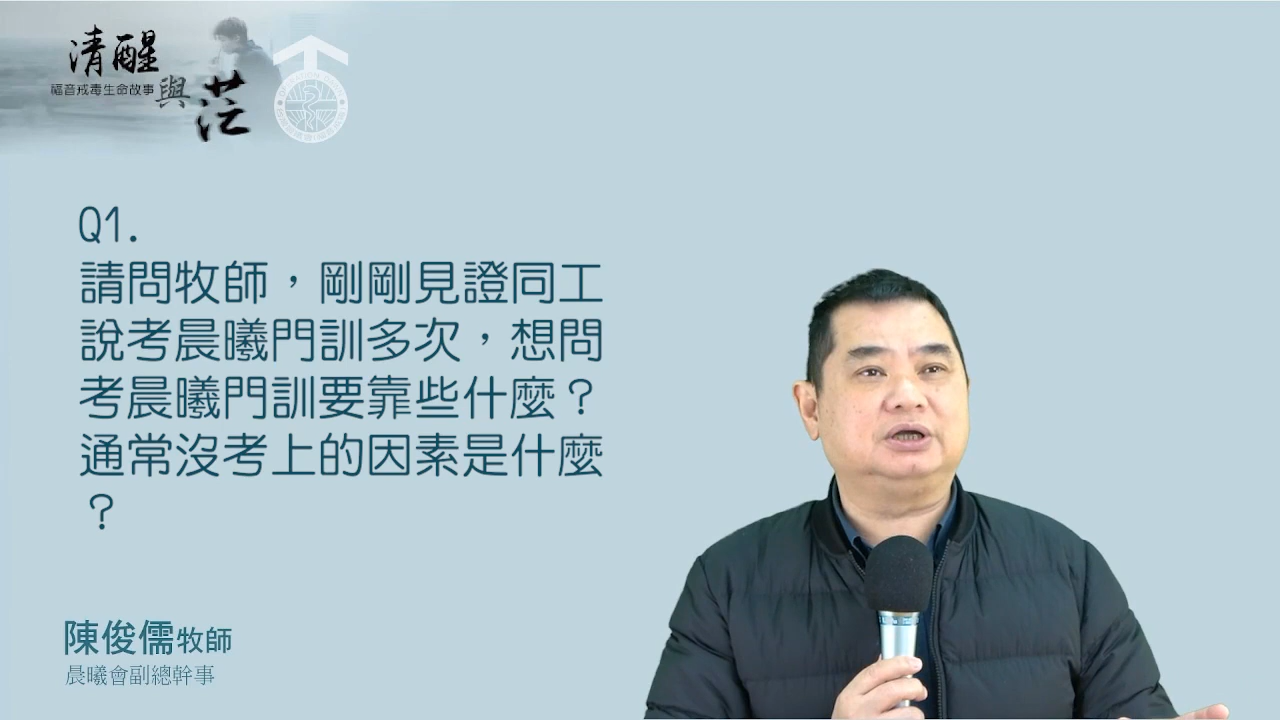 清醒
與
茫
福音戒毒生命故事
Q1.
請問牧師，剛剛見證同工
說考晨曦門訓多次，想問
考晨曦門訓要靠些什麼？
通常沒考上的因素是什麼
？
陳俊儒牧師
晨曦會副總幹事